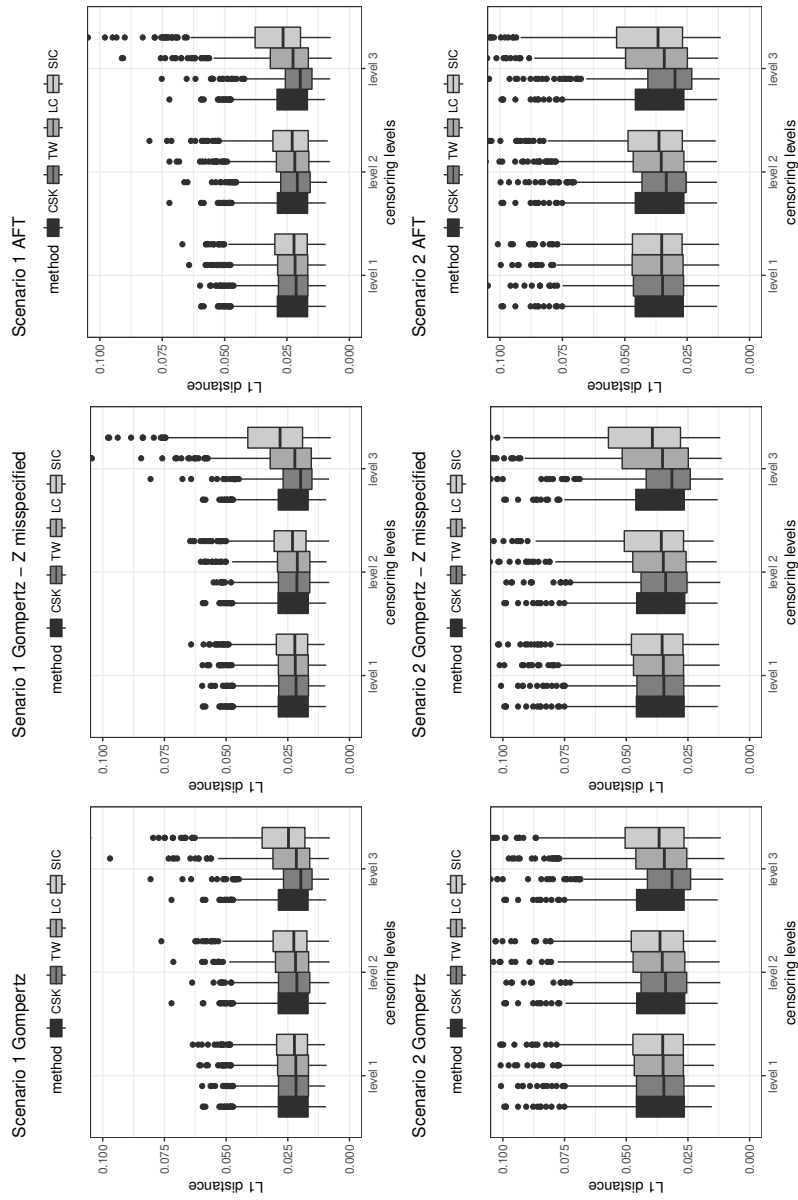 Scenario 1 Gompertz
method CSK TW LC SIC
0.100
0.075
0.050
0.025
0.000
L1 distance
level 1 level 2 level 3
censoring levels
Senario 1 Gompertz – Z misspecified
method CSK TW LC SIC
0.100
0.075
0.050
0.025
0.000
L1 distance
level 1 level 2 level 3
censoring levels
Scenario 1 AFT
method CSK TW LC SIC
0.100
0.075
0.050
0.025
0.000
L1 distance
level 1 level 2 level 3
censoring levels
Scenario 2 Gompertz
method CSK TW LC SIC
0.100
0.075
0.050
0.025
0.000
L1 distance
level 1 level 2 level 3
censoring levels
Senario 2 Gompertz – Z misspecified
method CSK TW LC SIC
0.100
0.075
0.050
0.025
0.000
L1 distance
level 1 level 2 level 3
censoring levels
Scenario 2 AFT
method CSK TW LC SIC
0.100
0.075
0.050
0.025
0.000
L1 distance
level 1 level 2 level 3
censoring levels